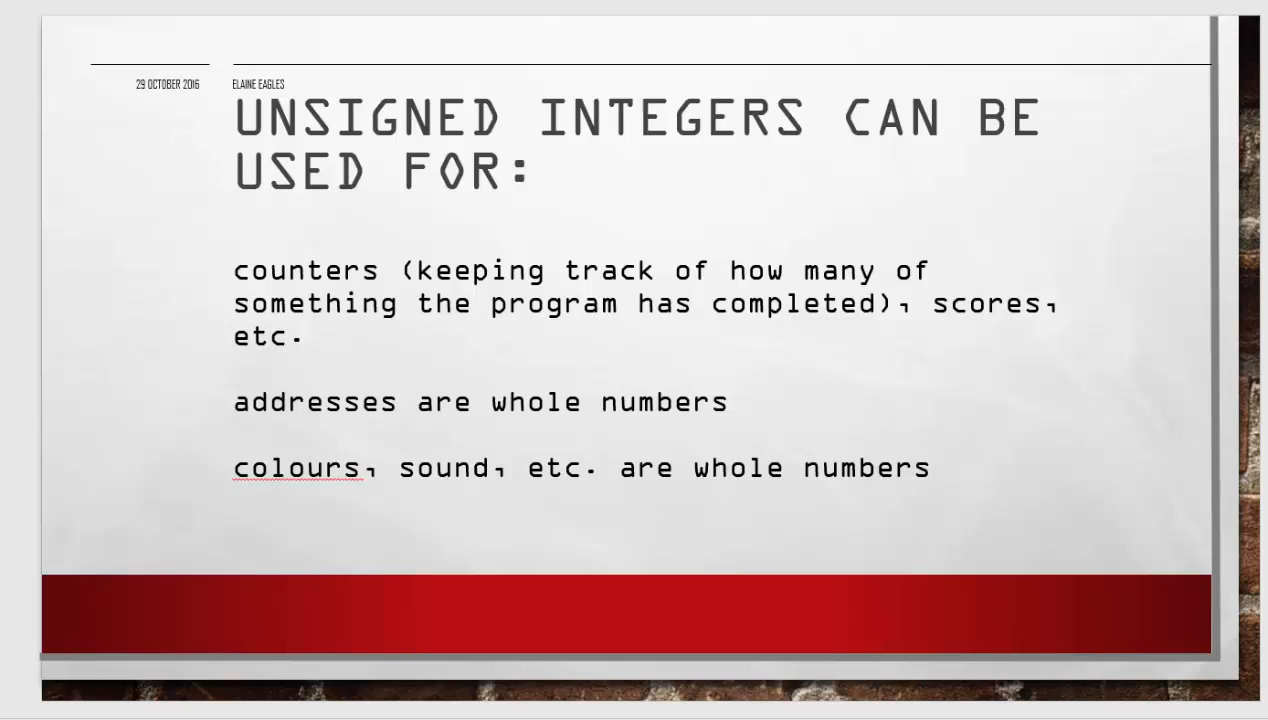 29 OCTOBER 2016
ELAINE EAGLES
UNSIGNED INTEGERS CAN BE
USED FOR:
counters (keeping track of how many of
something the program has completed), scores,
etc.
addresses are whole numbers
colours, sound, etc. are whole numbers